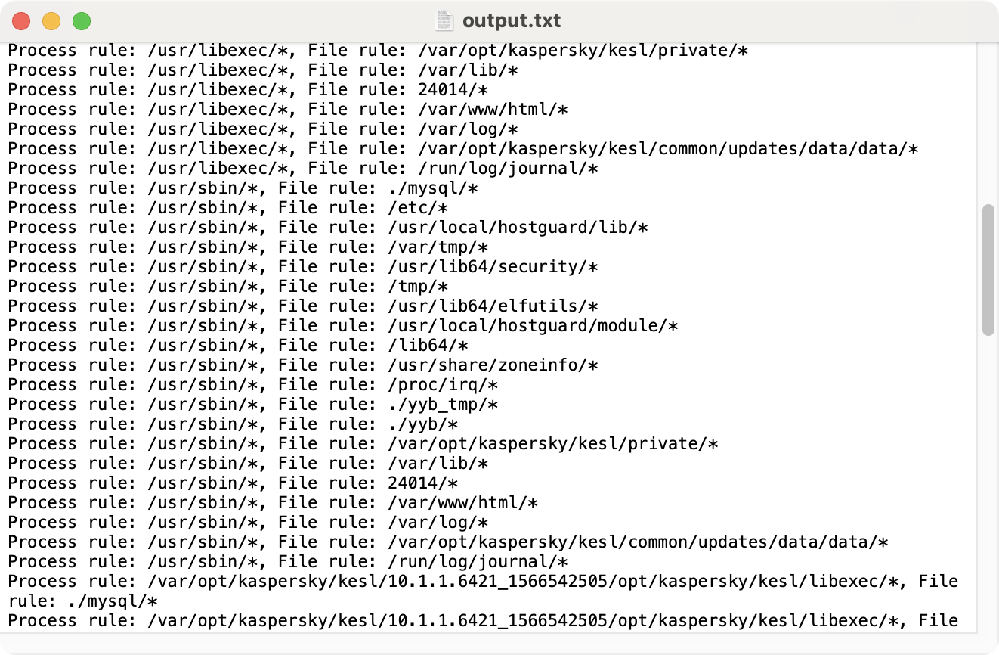 output.txt
Process rule: /usr/libexec/*, File rule: /var/opt/kaspersky/kesl/private/*
Process rule: /usr/libexec/*, File rule: /var/lib/*
Process rule: /usr/libexec/*, File rule: 24014/*
Process rule: /usr/libexec/*, File rule: /var/www/html/*
Process rule: /usr/libexec/*, File rule: /var/log/*
Process rule: /usr/libexec/*, File rule: /var/opt/kaspersky/kesl/common/updates/data/data/*
Process rule: /usr/libexec/*, File rule: /run/log/journal/*
Process rule: /usr/sbin/*, File rule: ./mysql/*
Process rule: /usr/sbin/*, File rule: /etc/*
Process rule: /usr/sbin/*, File rule: /usr/local/hostguard/lib/*
Process rule: /usr/sbin/*, File rule: /var/tmp/*
Process rule: /usr/sbin/*, File rule: /usr/lib64/security/*
Process rule: /usr/sbin/*, File rule: /tmp/*
Process rule: /usr/sbin/*, File rule: /usr/lib64/elfutils/*
Process rule: /usr/sbin/*, File rule: /usr/local/hostguard/module/*
Process rule: /usr/sbin/*, File rule: /lib64/*
Process rule: /usr/sbin/*, File rule: /usr/share/zoneinfo/*
Process rule: /usr/sbin/*, File rule: /proc/irq/*
Process rule: /usr/sbin/*, File rule: ./yyb_tmp/*
Process rule: /usr/sbin/*, File rule: ./yyb/*
Process rule: /usr/sbin/*, File rule: /var/opt/kaspersky/kesl/private/*
Process rule: /usr/sbin/*, File rule: /var/lib/*
Process rule: /usr/sbin/*, File rule: 24014/*
Process rule: /usr/sbin/*, File rule: /var/www/html/*
Process rule: /usr/sbin/*, File rule: /var/log/*
Process rule: /usr/sbin/*, File rule: /var/opt/kaspersky/kesl/common/updates/data/data/*
Process rule: /usr/sbin/*, File rule: /run/log/journal/*
Process rule: /var/opt/kaspersky/kesl/10.1.1.6421_1566542505/opt/kaspersky/kesl/libexec/*, File
rule: ./mysql/*
Process rule: /var/opt/kaspersky/kesl/10.1.1.6421_1566542505/opt/kaspersky/kesl/libexec/*, File